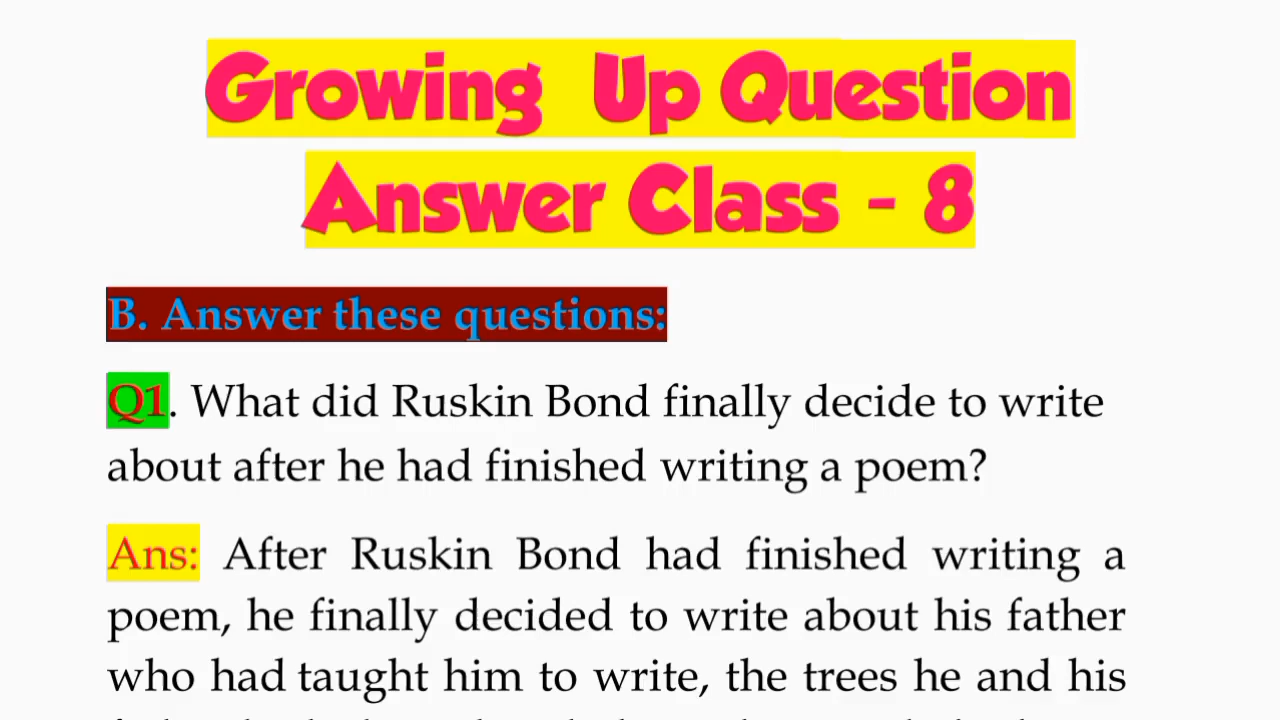 Growing Up Question
Answer Class - 8
B. Answer these questions:
Q1. What did Ruskin Bond finally decide to write
about after he had finished writing a poem?
Ans: After Ruskin Bond had finished writing a
poem, he finally decided to write about his father
who had taught him to write, the trees he and his